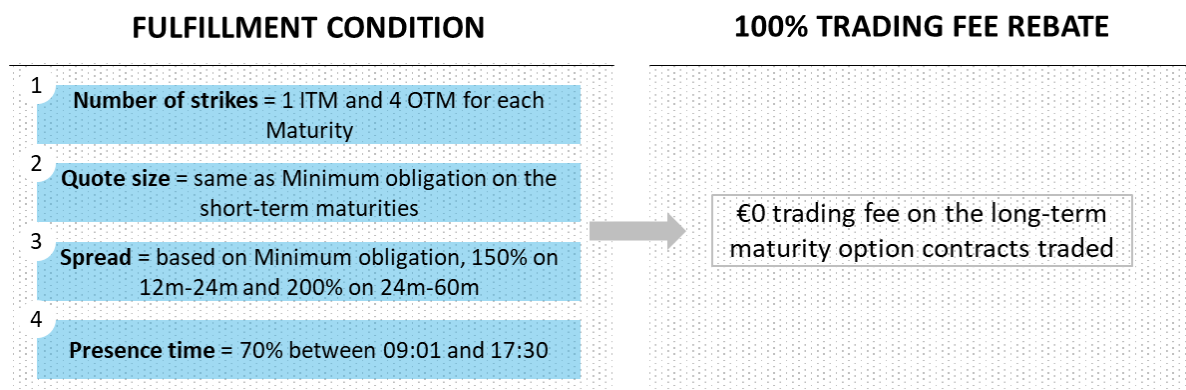 FULFILLMENT CONDITION
1
Number of strikes = 1 ITM and 4 OTM for each
Maturity
2
Quote size = same as Minimum obligation on the
short-term maturities
3
Spread = based on Minimum obligation, 150% on
12m-24m and 200% on 24m-60m
4
Presence time = 70% between 09:01 and 17:30
100% TRADING FEE REBATE
€0 trading fee on the long-term
maturity option contracts traded